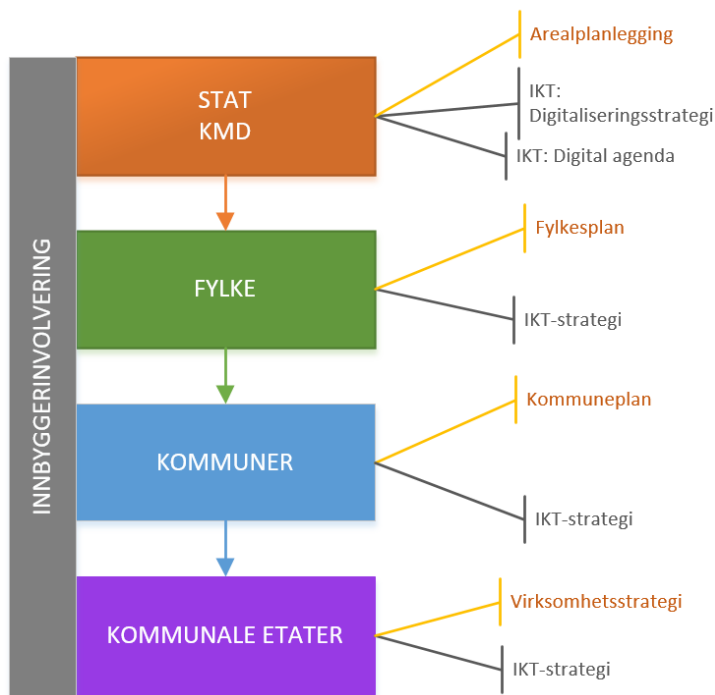 INNBYGGERINVOLVERING
STAT
KMD
Arealplanlegging
IKT:
Digitaliseringsstrategi
IKT: Digital agenda
FYLKE
Fylkesplan
IKT-strategi
KOMMUNER
Kommuneplan
IKT-strategi
KOMMUNALE ETATER
Virksomhetsstrategi
IKT-strategi